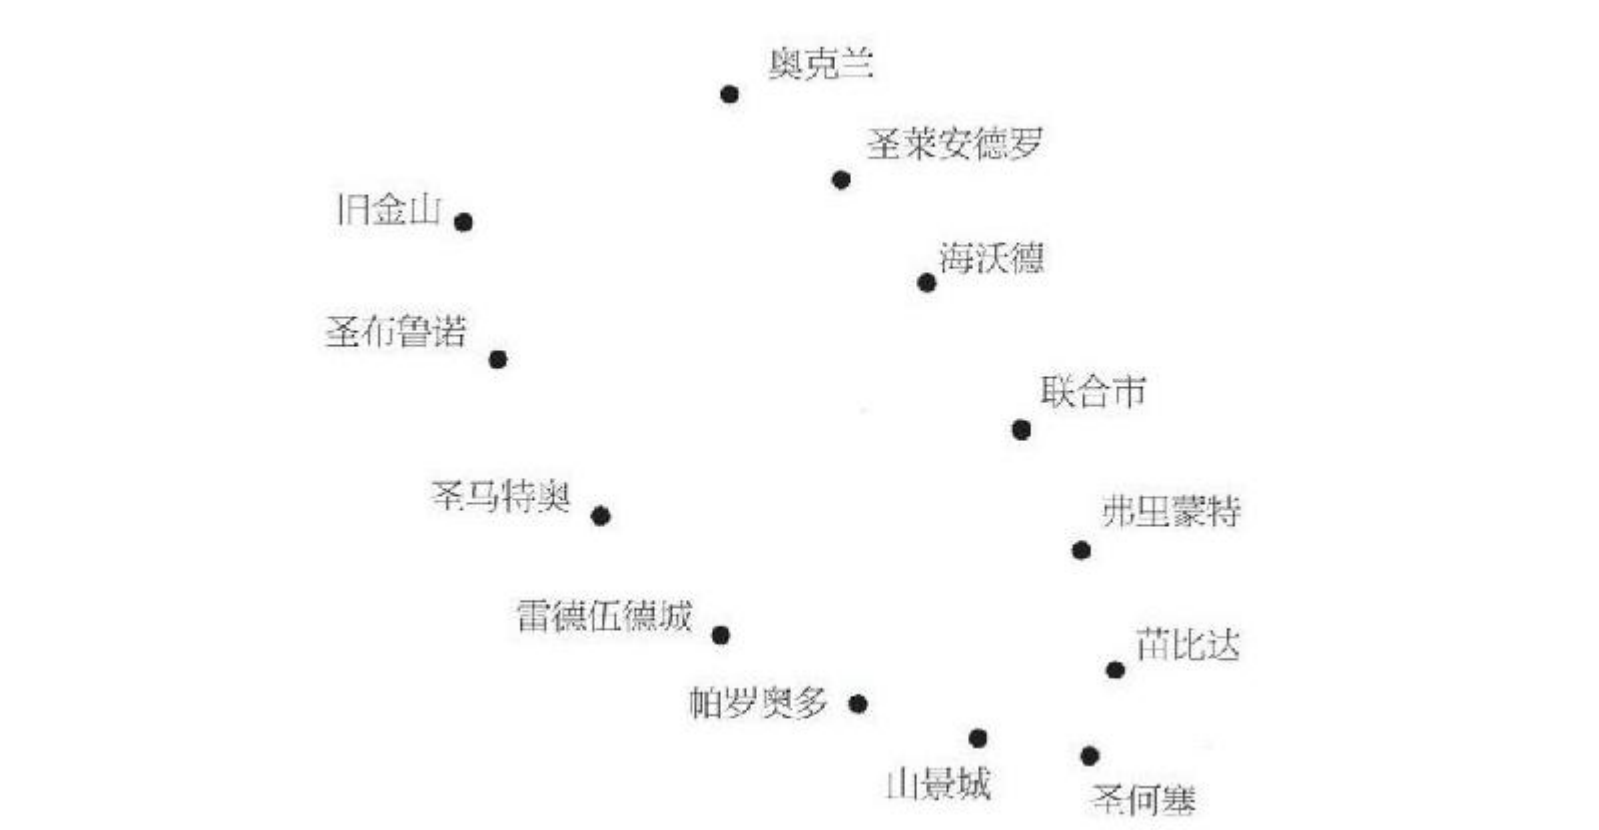 奥克兰
圣莱安德罗
旧金山
海沃德
圣布鲁诺
联合市
圣马特奥
弗里蒙特
雷德伍德城
苗比达
帕罗奥多
山景城
圣何塞